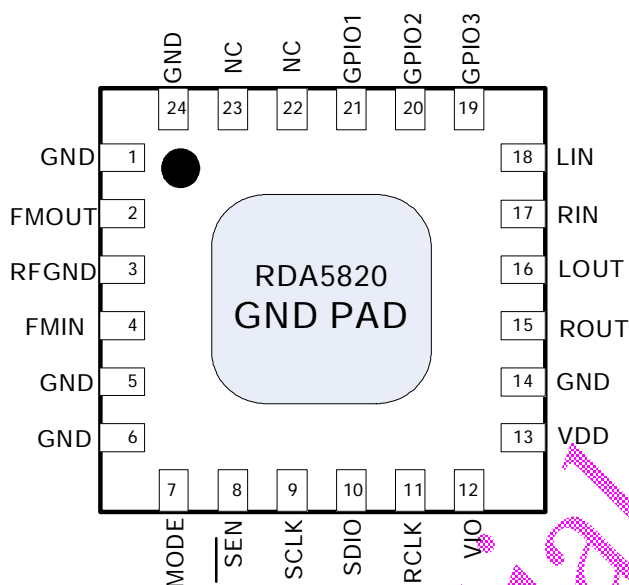 GND
NC
NC
GPIO1
GPIO2
GPIO3
24
23
22
21
20
19
GND 1
18 LIN
FMOUT 2
17 RIN
RFGND 3
16 LOUT
FMIN 4
15 ROUT
GND 5
14 GND
GND 6
13 VDD
RDA5820
GND PAD
7
8
9
10
11
12
MODE
SEN
SCLK
SDIO
RCLK
VIO